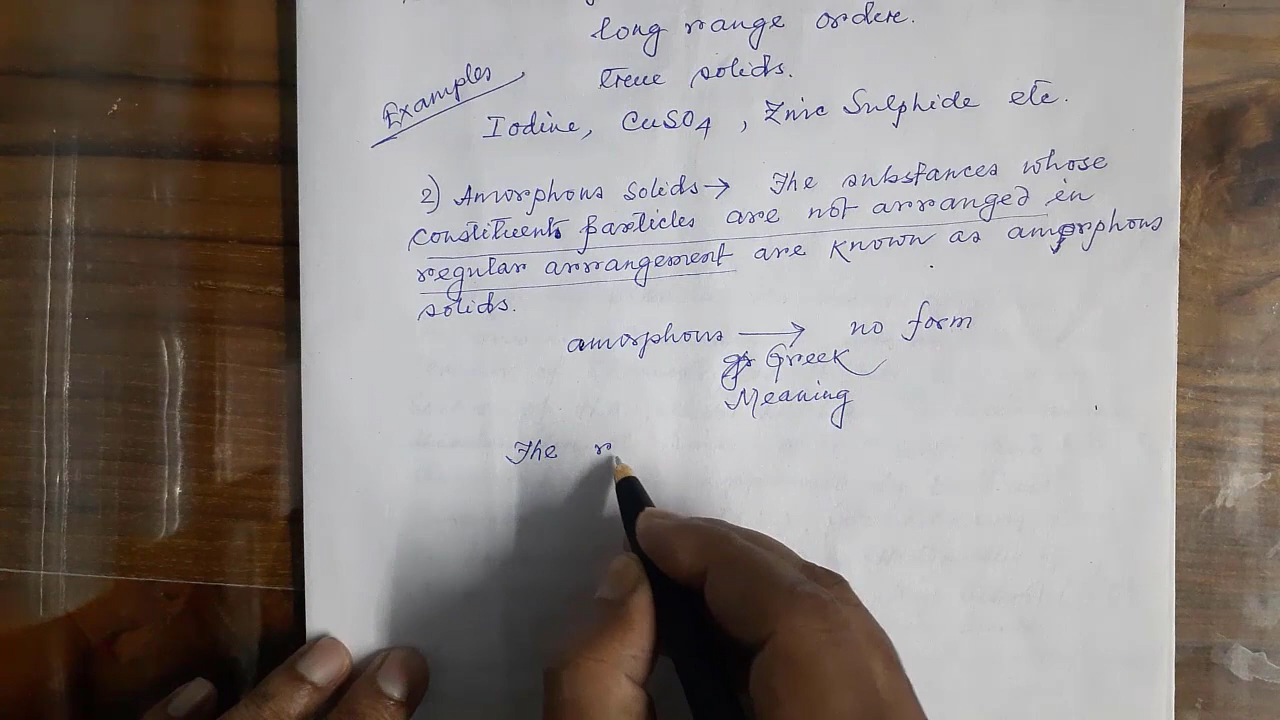 long range order.
true solids.
Examples
Iodine, CuSO4, Zinc Sulphide etc.
2) Amorphous Solids → The substances whose
constituents particles are not arranged in
regular arrangement are known as amorphous
solids.
amorphous → no form
gr Greek
Meaning
The r